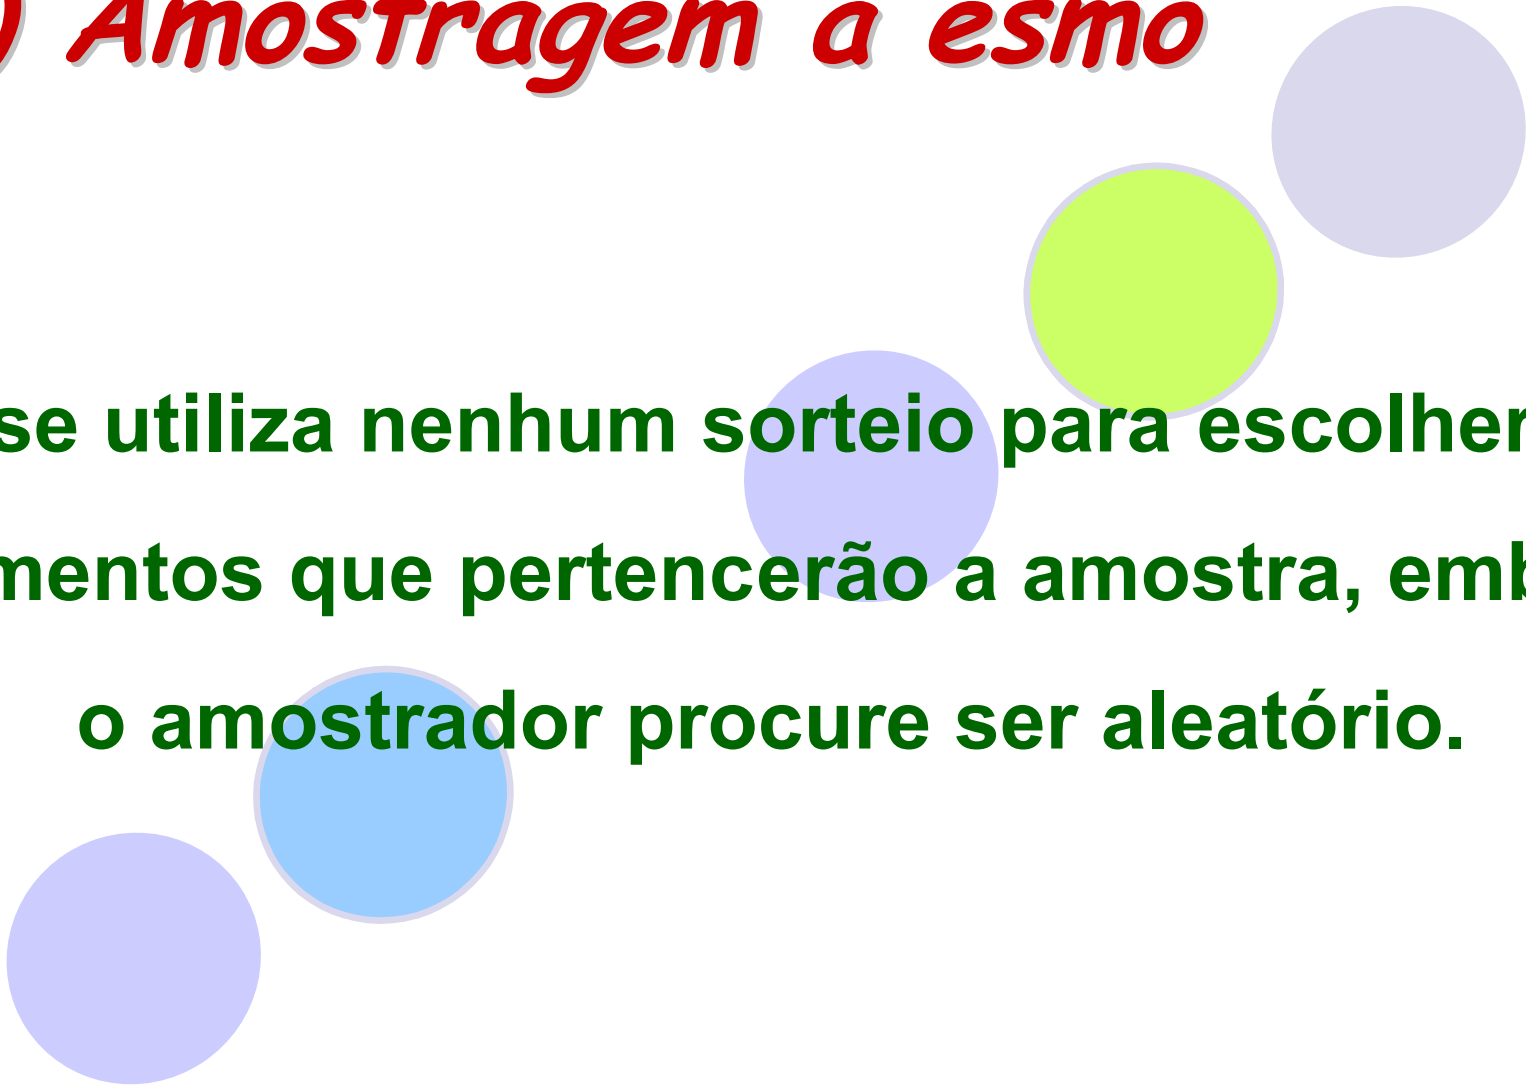 ) Amostragem a esmo
se utiliza nenhum sorteio para escolher
mentos que pertencerão a amostra, emb
o amostrador procure ser aleatório.